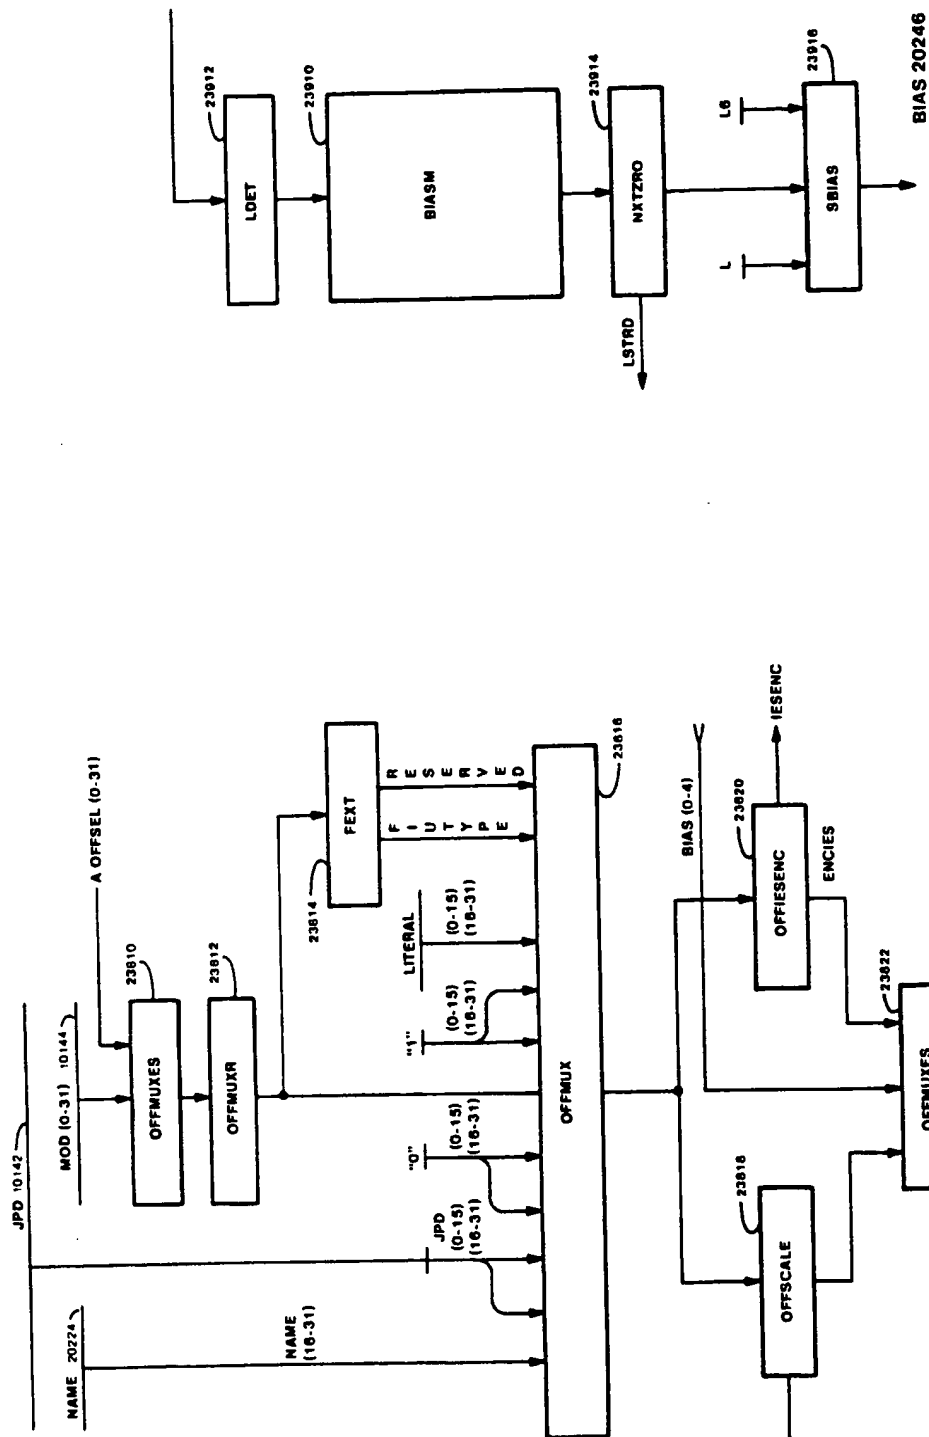 JPD 10142
MOD (0-31) 10144
A OFFSEL (0-31)
NAME 20224
23810
OFFMUXES
23812
OFFMUXR
23814
FEXT
NAME
(16-31)
JPD
(0-15)
(16-31)
"0"
(0-15)
(16-31)
"1"
(0-15)
(16-31)
LITERAL
(0-15)
(16-31)
FIUTYPE
RESERVED
OFFMUX
23816
BIAS (0-4)
23818
OFFSCALE
23820
OFFIESENC
IESENC
ENCIES
23822
OFFMUXES
23912
LDET
23910
BIASM
23914
NXTZRO
LSTRD
L
L6
23916
SBIAS
BIAS 20246